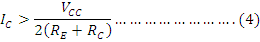 I_C > V_CC / 2(R_E + R_C) ........................ (4)